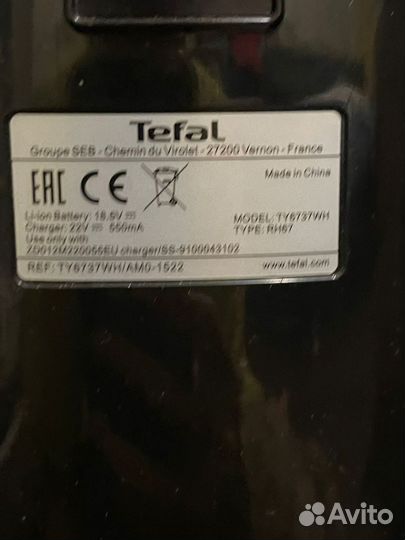 Tefal
Groupe SEB - Chemin du Virolet - 27200 Vernon - France
EAC CE
Made in China
Li-ion Battery: 18,5V ⎓
MODEL: TY6737WH
Charger: 22V ⎓ 550mA
TYPE: RH67
Use only with
ZD012M220055EU charger/SS-9100043102
REF: TY6737WH/AM0-1522
www.tefal.com
Avito